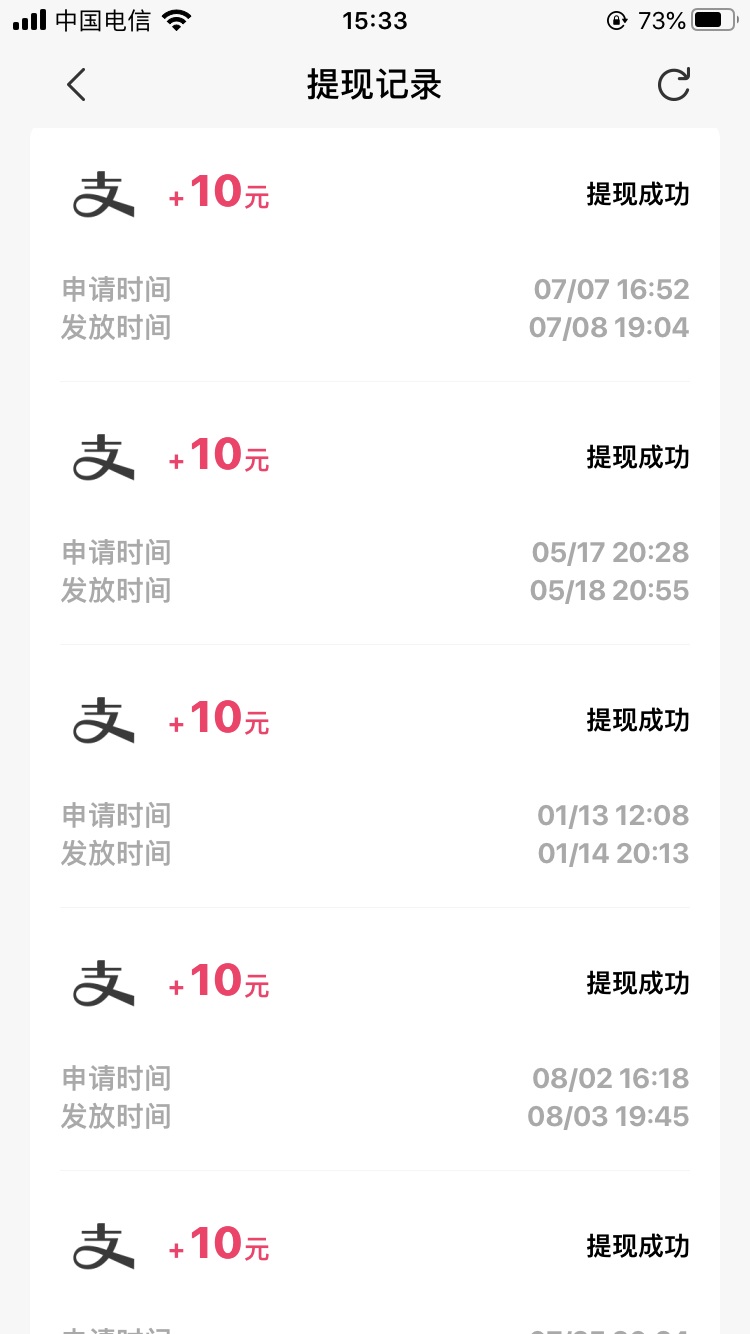 中国电信 15:33 73%
提现记录
支 +10元 提现成功
申请时间 07/07 16:52
发放时间 07/08 19:04
支 +10元 提现成功
申请时间 05/17 20:28
发放时间 05/18 20:55
支 +10元 提现成功
申请时间 01/13 12:08
发放时间 01/14 20:13
支 +10元 提现成功
申请时间 08/02 16:18
发放时间 08/03 19:45
支 +10元 提现成功